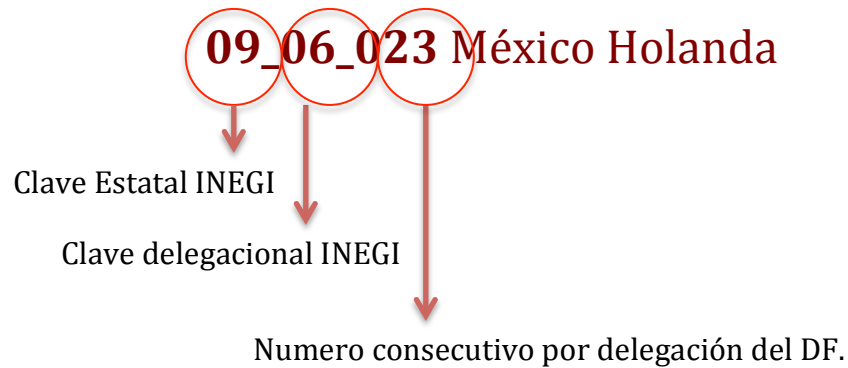 09_06_023 México Holanda
Clave Estatal INEGI
Clave delegacional INEGI
Numero consecutivo por delegación del DF.